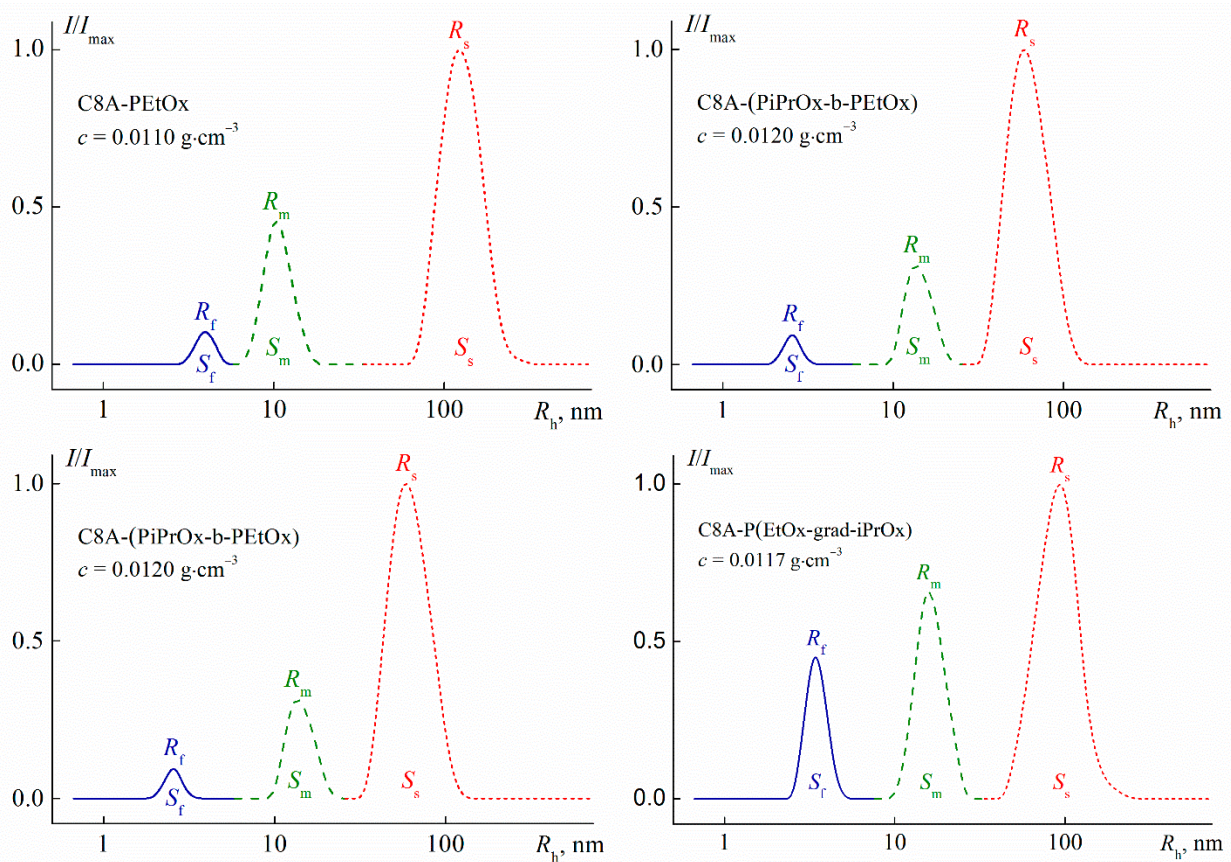 I/Imax
1.0
0.5
0.0
C8A-PEtOx
c = 0.0110 g·cm⁻³
Rf
Sf
Rm
Sm
Rs
Ss
1
10
100
Rh, nm
I/Imax
1.0
0.5
0.0
C8A-(PiPrOx-b-PEtOx)
c = 0.0120 g·cm⁻³
Rf
Sf
Rm
Sm
Rs
Ss
1
10
100
Rh, nm
I/Imax
1.0
0.5
0.0
C8A-(PiPrOx-b-PEtOx)
c = 0.0120 g·cm⁻³
Rf
Sf
Rm
Sm
Rs
Ss
1
10
100
Rh, nm
I/Imax
1.0
0.5
0.0
C8A-P(EtOx-grad-iPrOx)
c = 0.0117 g·cm⁻³
Rf
Sf
Rm
Sm
Rs
Ss
1
10
100
Rh, nm